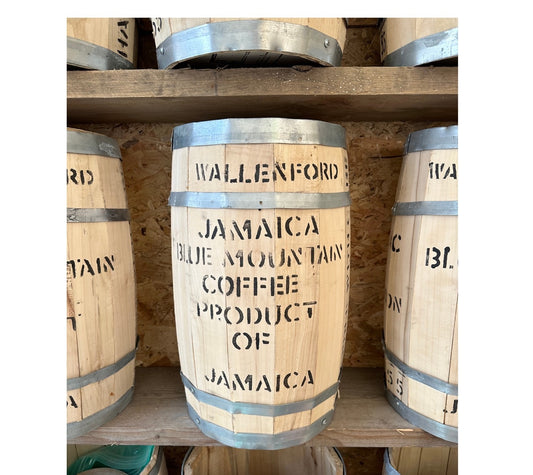 WALLENFORD
JAMAICA
BLUE MOUNTAIN
COFFEE
PRODUCT
OF
JAMAICA